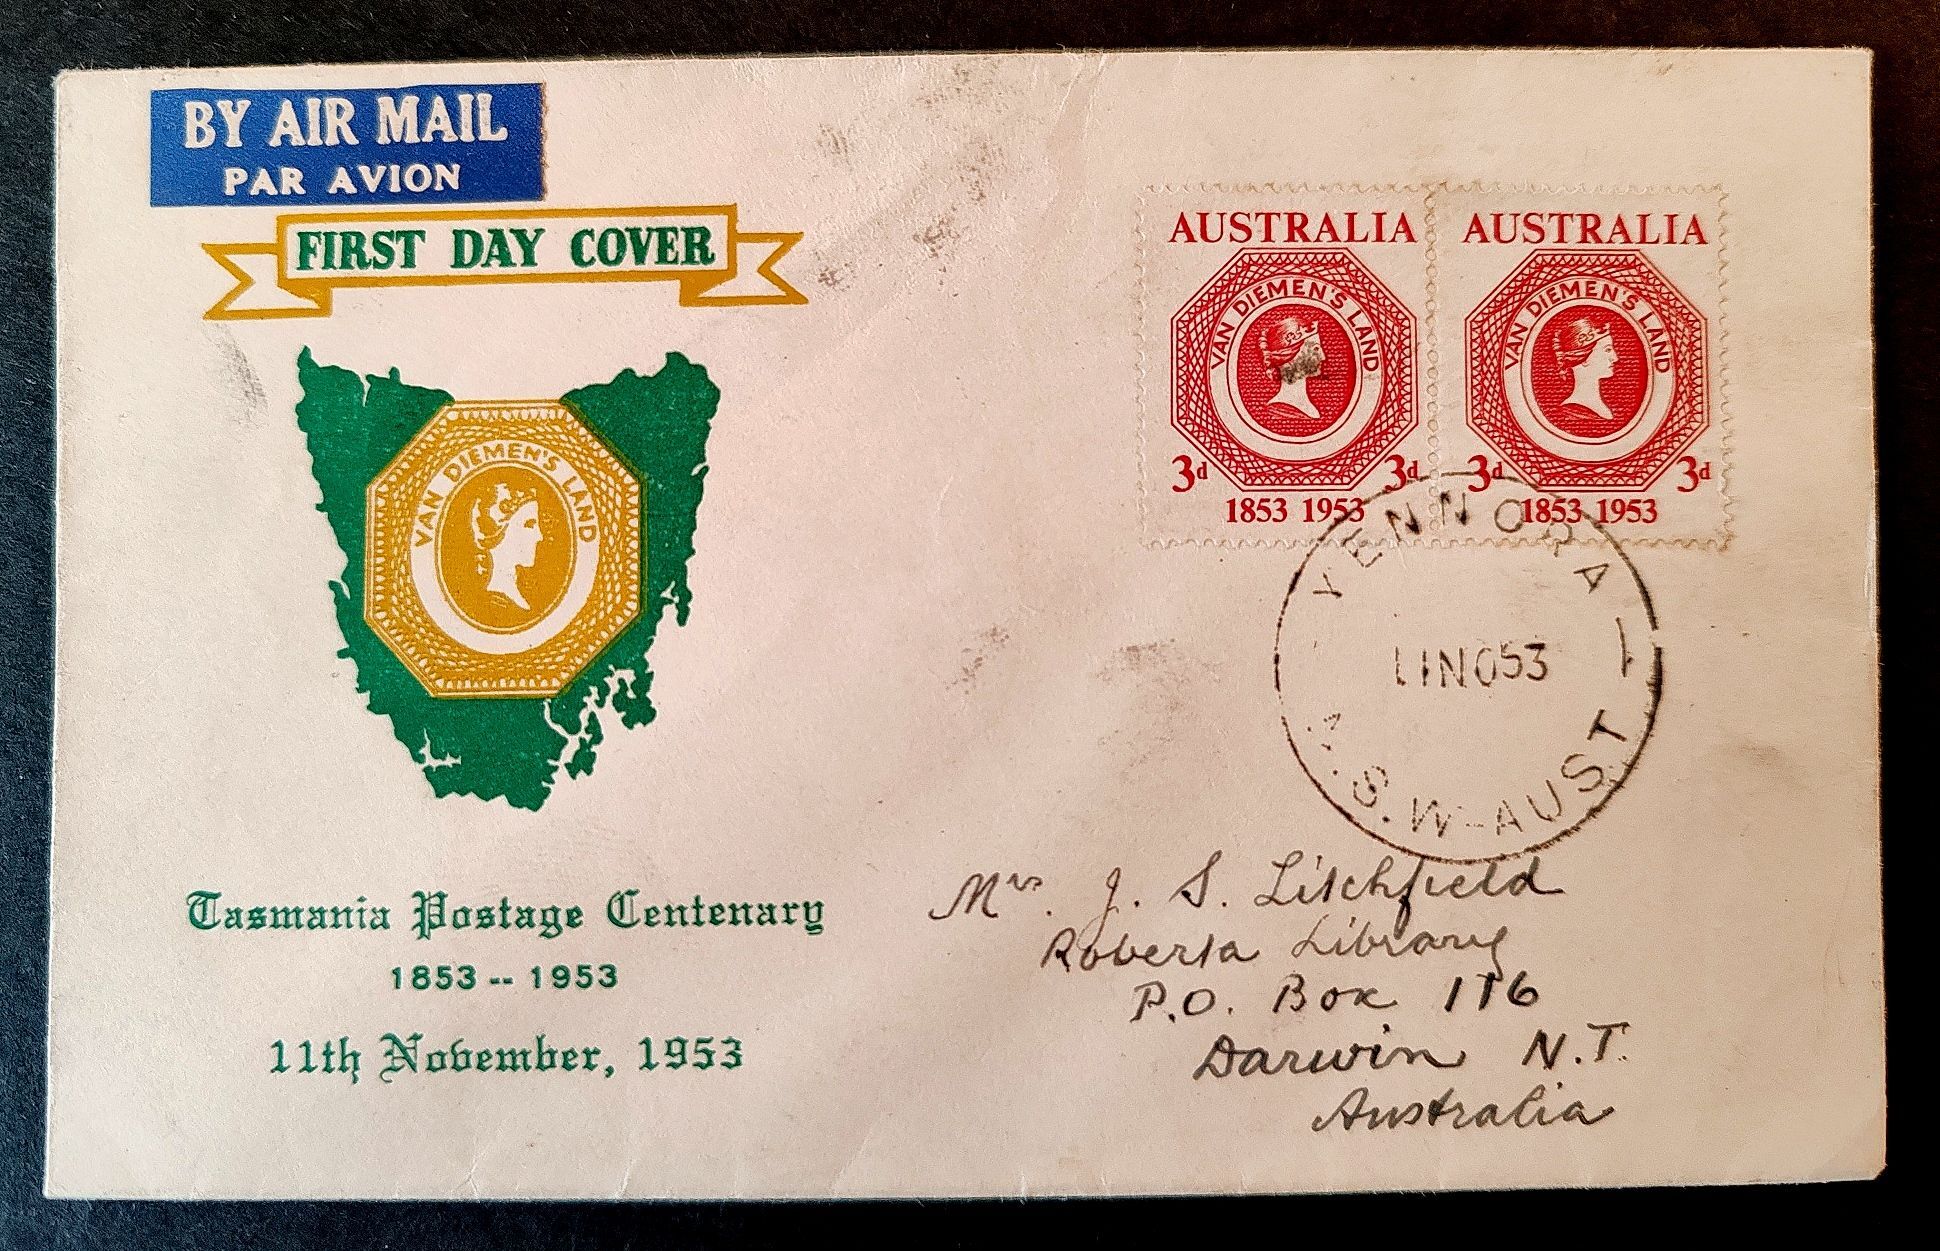 BY AIR MAIL
PAR AVION
FIRST DAY COVER
VAN DIEMEN'S LAND
Tasmania Postage Centenary
1853 -- 1953
11th November, 1953
AUSTRALIA
VAN DIEMEN'S LAND
3d 3d
1853 1953
AUSTRALIA
VAN DIEMEN'S LAND
3d 3d
1853 1953
YENNORA
11NO53
N.S.W-AUST
Mrs. J. S. Litchfield
Roberta Library
P.O. Box 116
Darwin N.T.
Australia